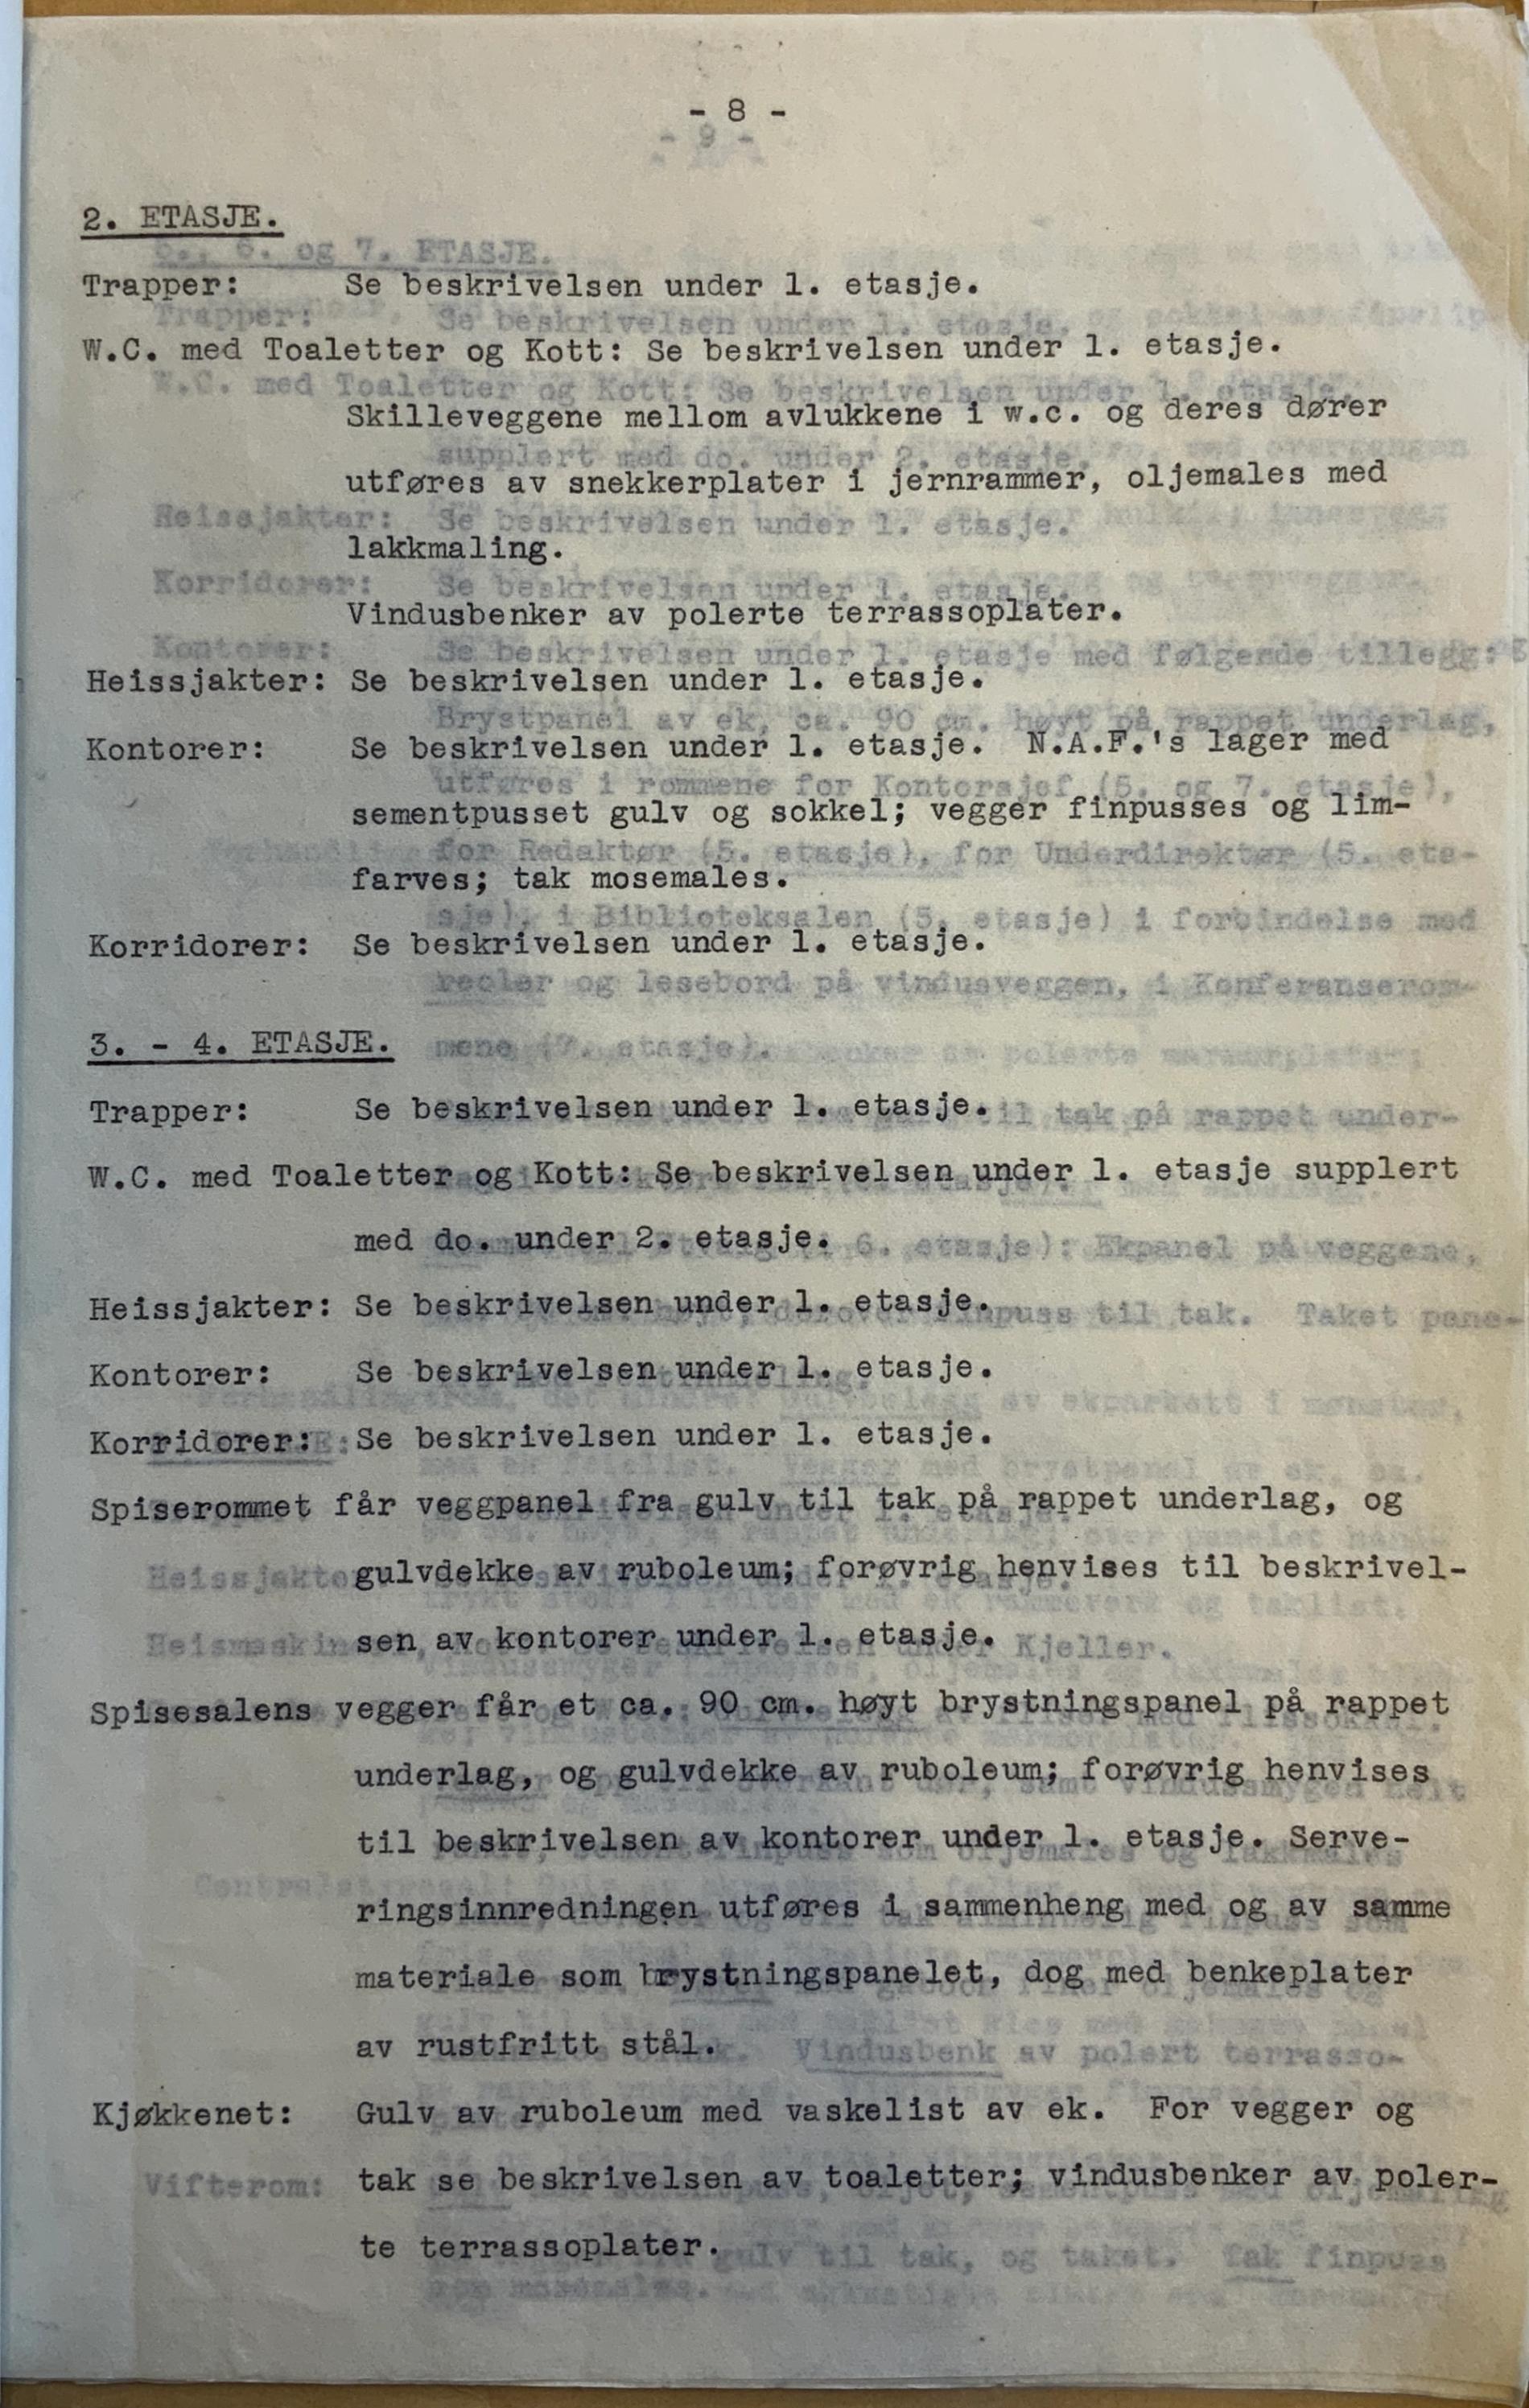 - 8 -
2. ETASJE.
Trapper: Se beskrivelsen under 1. etasje.
W.C. med Toaletter og Kott: Se beskrivelsen under 1. etasje.
Skilleveggene mellom avlukkene i w.c. og deres dører
utføres av snekkerplater i jernrammer, oljemales med
lakkmaling.
Vindusbenker av polerte terrassoplater.
Heissjakter: Se beskrivelsen under 1. etasje.
Kontorer: Se beskrivelsen under 1. etasje. N.A.F.'s lager med
sementpusset gulv og sokkel; vegger finpusses og lim-
farves; tak mosemales.
Korridorer: Se beskrivelsen under 1. etasje.
3. - 4. ETASJE.
Trapper: Se beskrivelsen under 1. etasje.
W.C. med Toaletter og Kott: Se beskrivelsen under 1. etasje supplert
med do. under 2. etasje.
Heissjakter: Se beskrivelsen under 1. etasje.
Kontorer: Se beskrivelsen under 1. etasje.
Korridorer: Se beskrivelsen under 1. etasje.
Spiserommet får veggpanel fra gulv til tak på rappet underlag, og
gulvdekke av ruboleum; forøvrig henvises til beskrivel-
sen av kontorer under 1. etasje.
Spisesalens vegger får et ca. 90 cm. høyt brystningspanel på rappet
underlag, og gulvdekke av ruboleum; forøvrig henvises
til beskrivelsen av kontorer under 1. etasje. Serve-
ringsinnredningen utføres i sammenheng med og av samme
materiale som brystningspanelet, dog med benkeplater
av rustfritt stål.
Kjøkkenet: Gulv av ruboleum med vaskelist av ek. For vegger og
tak se beskrivelsen av toaletter; vindusbenker av poler-
te terrassoplater.